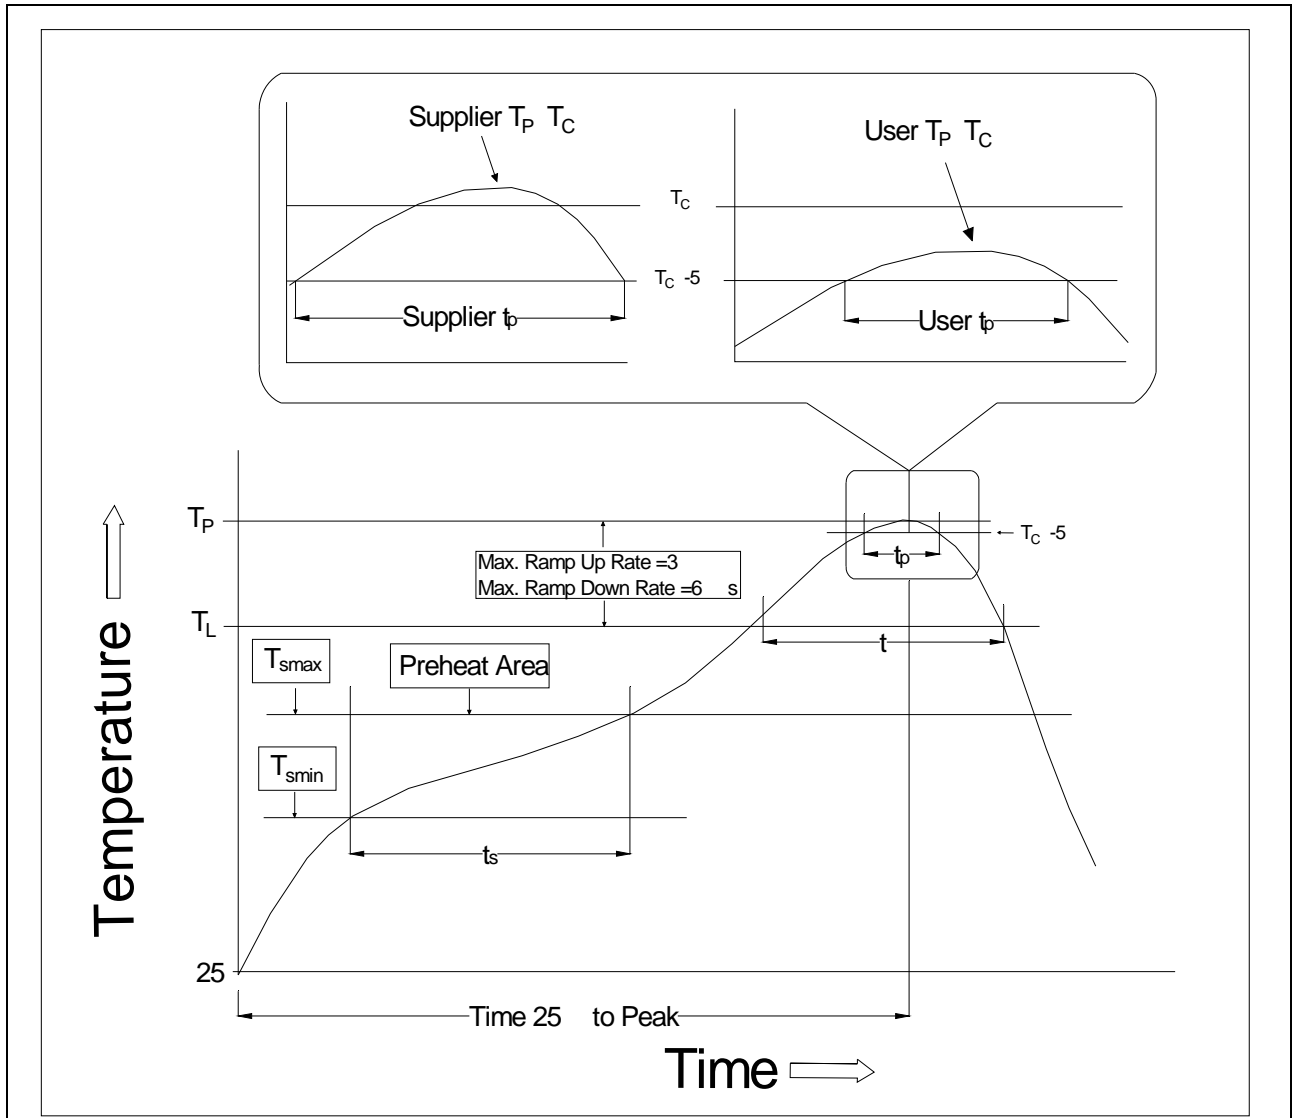 Supplier TP TC
User TP TC
TC
TC -5
Supplier tp
User tp
TP
TC -5
tp
Max. Ramp Up Rate =3
Max. Ramp Down Rate =6 s
TL
t
Tsmax
Preheat Area
Tsmin
ts
Temperature
25
Time 25 to Peak
Time